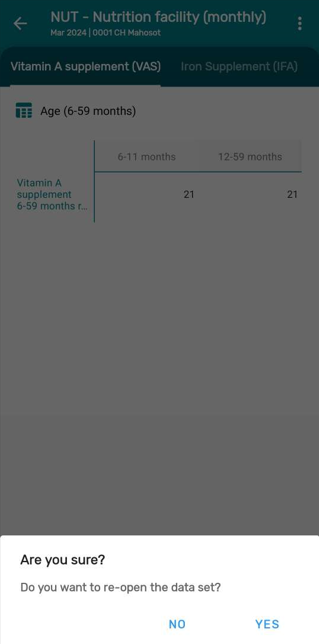 NUT - Nutrition facility (monthly)
Mar 2024 | 0001 CH Mahosot
Vitamin A supplement (VAS)
Iron Supplement (IFA)
Age (6-59 months)
6-11 months
12-59 months
Vitamin A
supplement
6-59 months r...
21
21
Are you sure?
Do you want to re-open the data set?
NO
YES